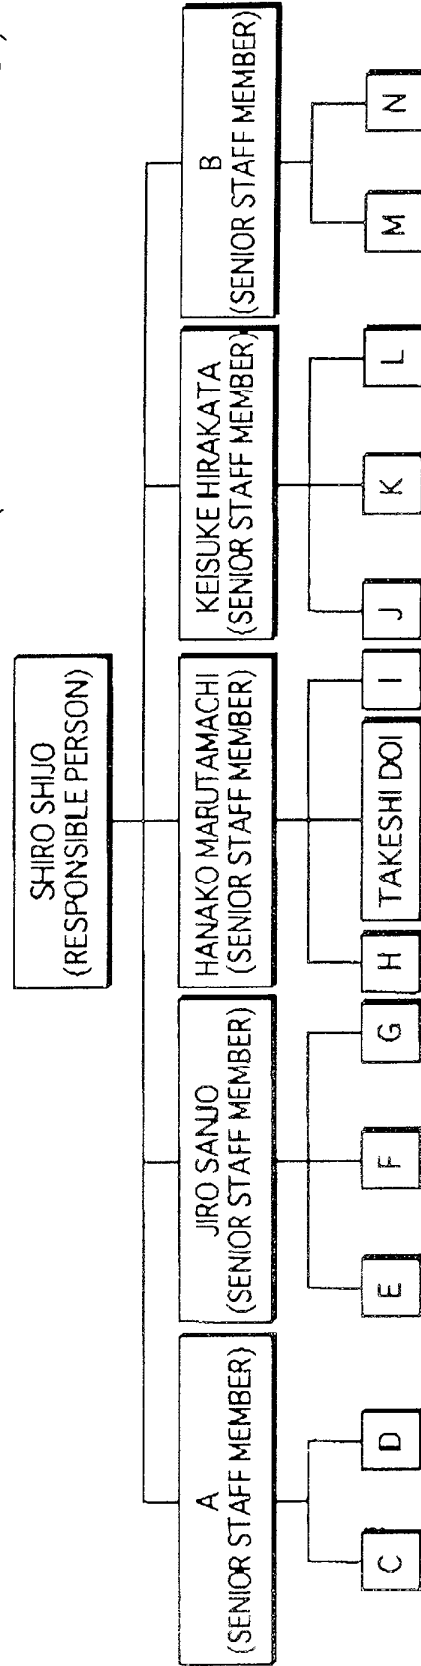 SHIRO SHIJO
(RESPONSIBLE PERSON)
A
(SENIOR STAFF MEMBER)
JIRO SANJO
(SENIOR STAFF MEMBER)
HANAKO MARUTAMACHI
(SENIOR STAFF MEMBER)
KEISUKE HIRAKATA
(SENIOR STAFF MEMBER)
B
(SENIOR STAFF MEMBER)
C
D
E
F
G
H
TAKESHI DOI
I
J
K
L
M
N